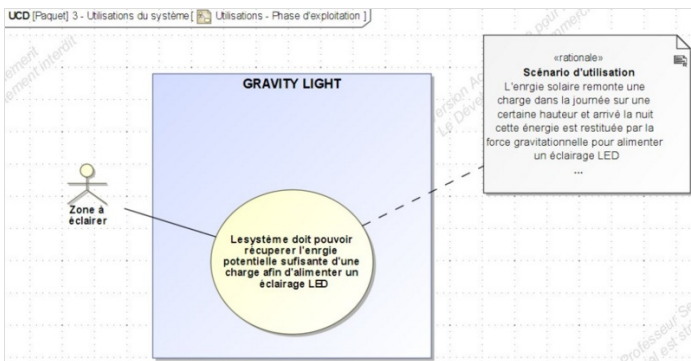 UCD [Paquet] 3 - Utilisations du système [ Utilisations - Phase d'exploitation ]
GRAVITY LIGHT
«rationale»
Scénario d'utilisation
L'enrgie solaire remonte une
charge dans la journée sur une
certaine hauteur et arrivé la nuit
cette énergie est restituée par la
force gravitationnelle pour alimenter
un éclairage LED
...
Zone à
éclairer
Lesystème doit pouvoir
récuperer l'enrgie
potentielle sufisante d'une
charge afin d'alimenter un
éclairage LED